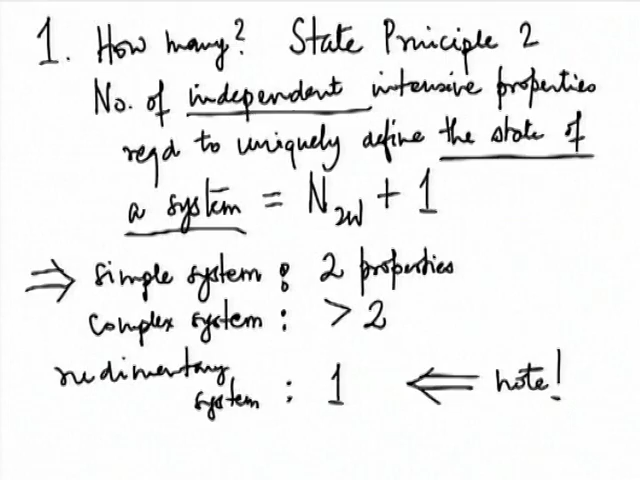 1. How many? State Principle 2
No. of independent intensive properties
reqd to uniquely define the state of
a system = N2W + 1
⇒ simple system : 2 properties
complex system : > 2
rudimentary
system : 1 ⇐ note!